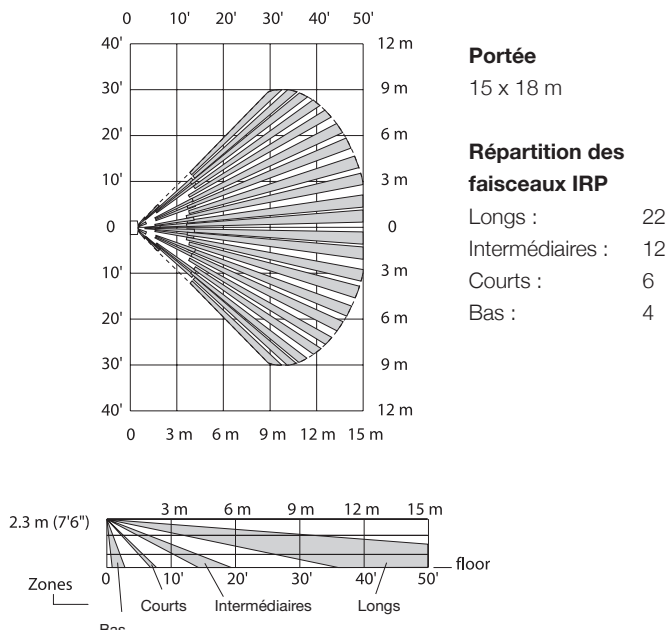 0 10' 20' 30' 40' 50'
40' 12 m
30' 9 m
20' 6 m
10' 3 m
0 0
10' 3 m
20' 6 m
30' 9 m
40' 12 m
0 3 m 6 m 9 m 12 m 15 m
Portée
15 x 18 m
Répartition des
faisceaux IRP
Longs : 22
Intermédiaires : 12
Courts : 6
Bas : 4
3 m 6 m 9 m 12 m 15 m
2.3 m (7'6")
floor
0 10' 20' 30' 40' 50'
Zones
Courts Intermédiaires Longs
Bas